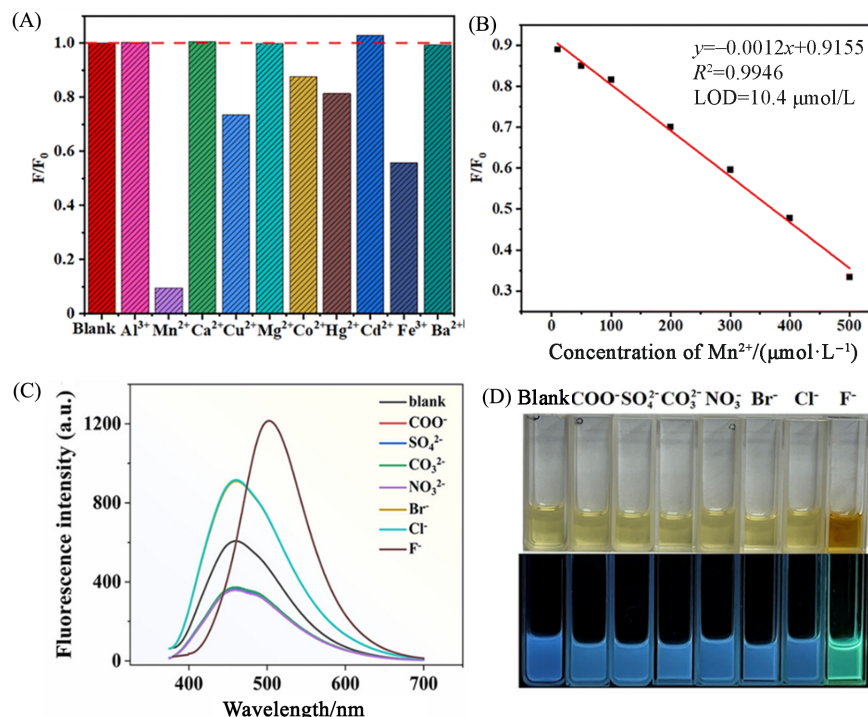 (A)
F/F₀
1.0
0.8
0.6
0.4
0.2
0
Blank Al³⁺ Mn²⁺ Ca²⁺ Cu²⁺ Mg²⁺ Co²⁺ Hg²⁺ Cd²⁺ Fe³⁺ Ba²⁺
(B)
y=−0.0012x+0.9155
R²=0.9946
LOD=10.4 μmol/L
F/F₀
0.9
0.8
0.7
0.6
0.5
0.4
0.3
0 100 200 300 400 500
Concentration of Mn²⁺/(μmol·L⁻¹)
(C)
Fluorescence intensity (a.u.)
1200
800
400
0
blank
COO⁻
SO₄²⁻
CO₃²⁻
NO₃²⁻
Br⁻
Cl⁻
F⁻
400 500 600 700
Wavelength/nm
(D)
Blank COO⁻ SO₄²⁻ CO₃²⁻ NO₃⁻ Br⁻ Cl⁻ F⁻